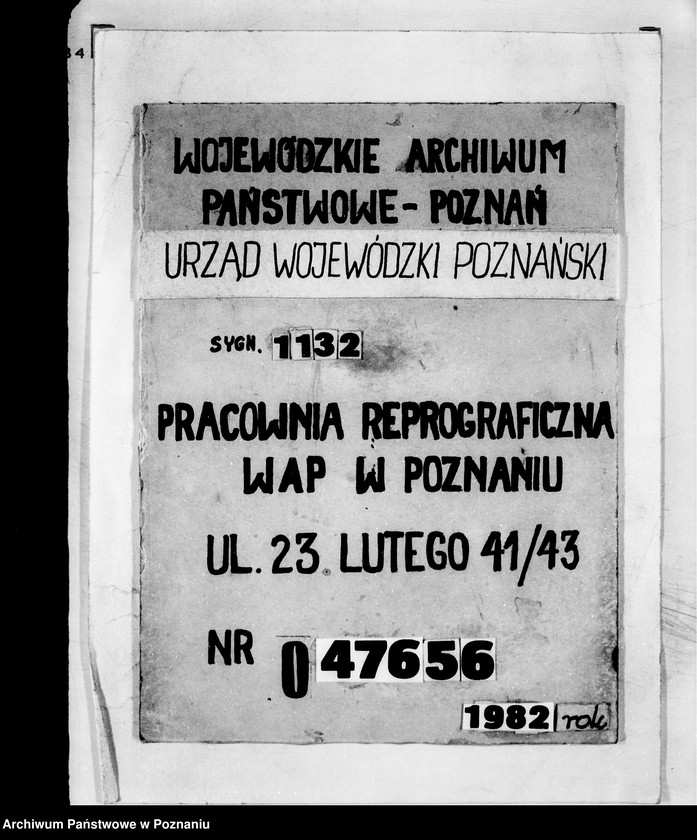 34
WOJEWÓDZKIE ARCHIWUM
PAŃSTWOWE - POZNAŃ
URZĄD WOJEWÓDZKI POZNAŃSKI
SYGN. 1132
PRACOWNIA REPROGRAFICZNA
WAP W POZNANIU
UL. 23 LUTEGO 41/43
NR 047656
1982 rok
Archiwum Państwowe w Poznaniu